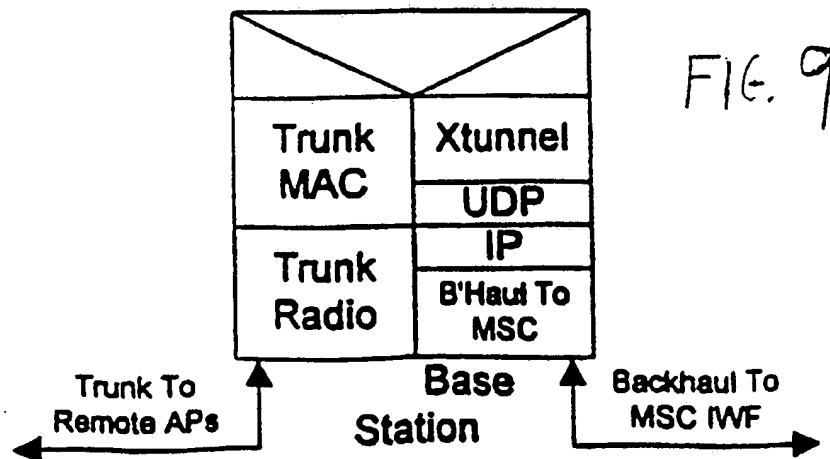 FIG. 9
Trunk
MAC
Xtunnel
UDP
Trunk
Radio
IP
B'Haul To
MSC
Trunk To
Remote APs
Base
Station
Backhaul To
MSC IWF